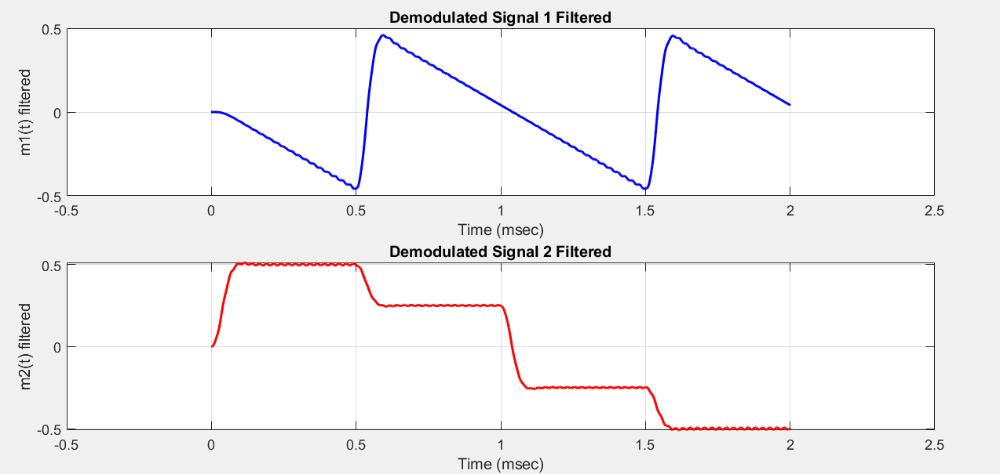 Demodulated Signal 1 Filtered
0.5
0
-0.5
m1(t) filtered
-0.5 0 0.5 1 1.5 2 2.5
Time (msec)
Demodulated Signal 2 Filtered
0.5
0
-0.5
m2(t) filtered
-0.5 0 0.5 1 1.5 2 2.5
Time (msec)